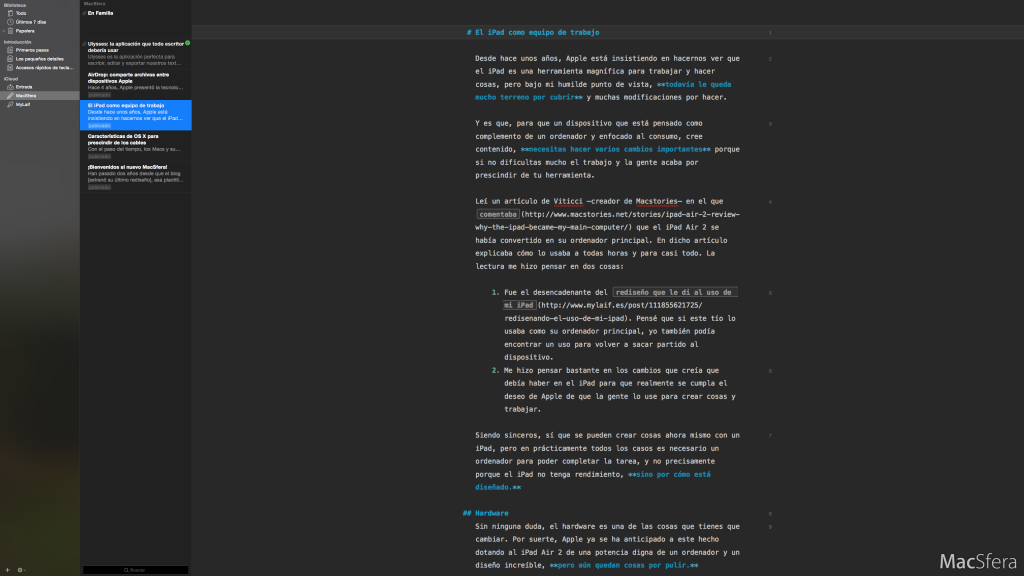 Biblioteca
Todo
Últimos 7 días
Papelera
Introducción
Primeros pasos
Los pequeños detalles
Accesos rápidos de tecla...
iCloud
Entrada
MacSfera
MyLaif
MacSfera
En Familia
Ulysses: la aplicación que todo escritor
debería usar
Ulysses es la aplicación perfecta para
escribir, editar y exportar nuestros text...
AirDrop: comparte archivos entre
dispositivos Apple
Hace 4 años, Apple presentó la tecnolo...
publicado
El iPad como equipo de trabajo
Desde hace unos años, Apple está
insistiendo en hacernos ver que el iPad...
publicado
Características de OS X para
prescindir de los cables
Con el paso del tiempo, los Macs y su...
publicado
¡Bienvenidos al nuevo MacSfera!
Han pasado dos años desde que el blog
publicado
Buscar
# El iPad como equipo de trabajo
1
Desde hace unos años, Apple está insistiendo en hacernos ver que
2
el iPad es una herramienta magnífica para trabajar y hacer
cosas, pero bajo mi humilde punto de vista, **todavía le queda
mucho terreno por cubrir** y muchas modificaciones por hacer.
Y es que, para que un dispositivo que está pensado como
3
complemento de un ordenador y enfocado al consumo, cree
contenido, **necesitas hacer varios cambios importantes** porque
si no dificultas mucho el trabajo y la gente acaba por
prescindir de tu herramienta.
Leí un artículo de Viticci —creador de Macstories— en el que
4
comentaba (http://www.macstories.net/stories/ipad-air-2-review-
why-the-ipad-became-my-main-computer/) que el iPad Air 2 se
había convertido en su ordenador principal. En dicho artículo
explicaba cómo lo usaba a todas horas y para casi todo. La
lectura me hizo pensar en dos cosas:
1. Fue el desencadenante del rediseño que le di al uso de
5
mi iPad (http://www.mylaif.es/post/111855621725/
redisenando-el-uso-de-mi-ipad). Pensé que si este tío lo
usaba como su ordenador principal, yo también podía
encontrar un uso para volver a sacar partido al
dispositivo.
2. Me hizo pensar bastante en los cambios que creía que
6
debía haber en el iPad para que realmente se cumpla el
deseo de Apple de que la gente lo use para crear cosas y
trabajar.
Siendo sinceros, sí que se pueden crear cosas ahora mismo con un
7
iPad, pero en prácticamente todos los casos es necesario un
ordenador para poder completar la tarea, y no precisamente
porque el iPad no tenga rendimiento, **sino por cómo está
diseñado.**
## Hardware
8
Sin ninguna duda, el hardware es una de las cosas que tienes que
9
cambiar. Por suerte, Apple ya se ha anticipado a este hecho
dotando al iPad Air 2 de una potencia digna de un ordenador y un
diseño increíble, **pero aún quedan cosas por pulir.**
MacSfera